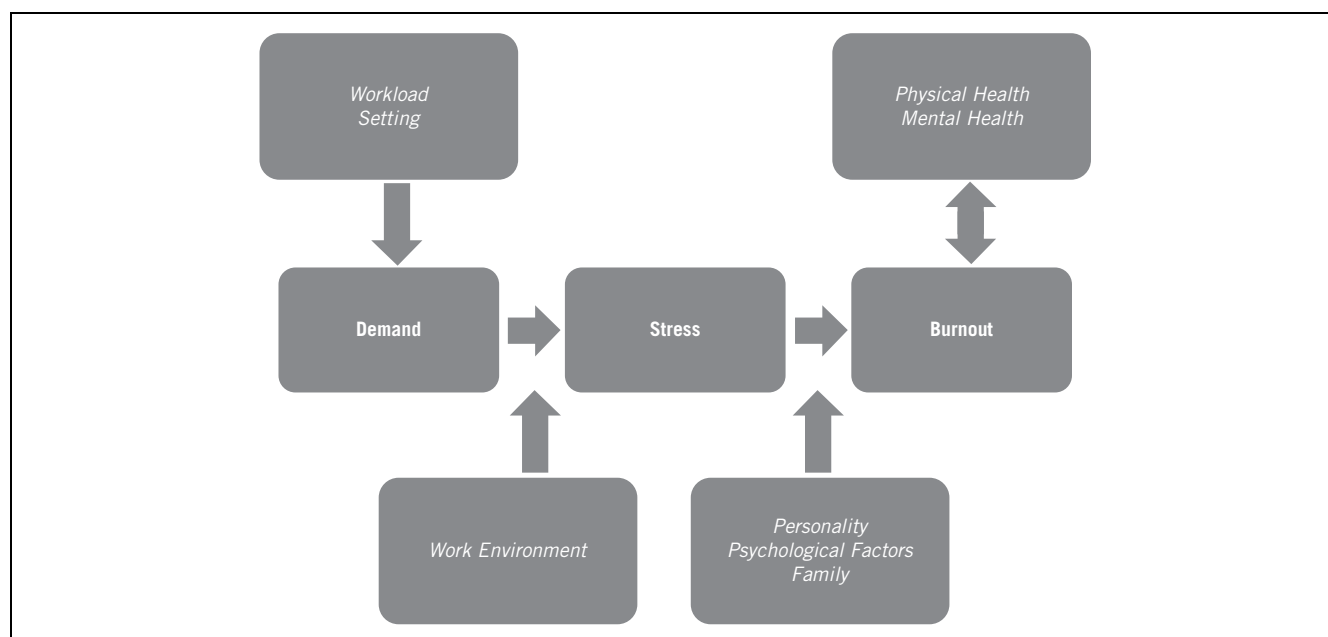 Workload
Setting
Physical Health
Mental Health
Demand
Stress
Burnout
Work Environment
Personality
Psychological Factors
Family